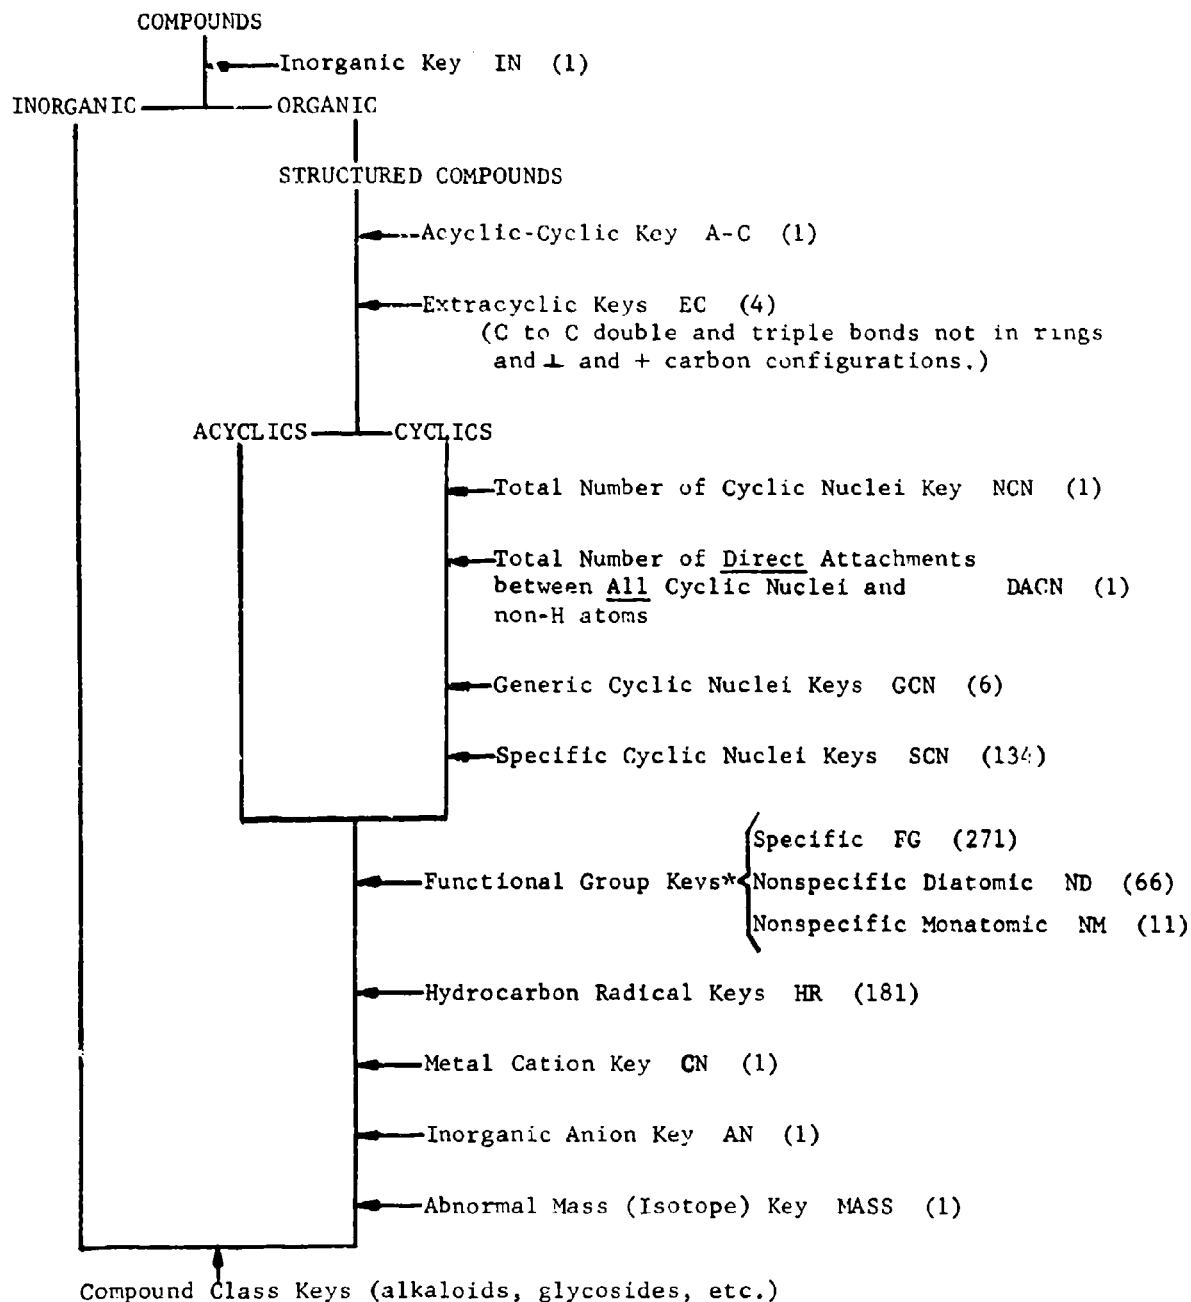 COMPOUNDS
Inorganic Key IN (1)
INORGANIC ORGANIC
STRUCTURED COMPOUNDS
Acyclic-Cyclic Key A-C (1)
Extracyclic Keys EC (4)
(C to C double and triple bonds not in rings
and ⊥ and + carbon configurations.)
ACYCLICS CYCLICS
Total Number of Cyclic Nuclei Key NCN (1)
Total Number of Direct Attachments
between All Cyclic Nuclei and DACN (1)
non-H atoms
Generic Cyclic Nuclei Keys GCN (6)
Specific Cyclic Nuclei Keys SCN (134)
Specific FG (271)
Functional Group Keys* Nonspecific Diatomic ND (66)
Nonspecific Monatomic NM (11)
Hydrocarbon Radical Keys HR (181)
Metal Cation Key CN (1)
Inorganic Anion Key AN (1)
Abnormal Mass (Isotope) Key MASS (1)
Compound Class Keys (alkaloids, glycosides, etc.)